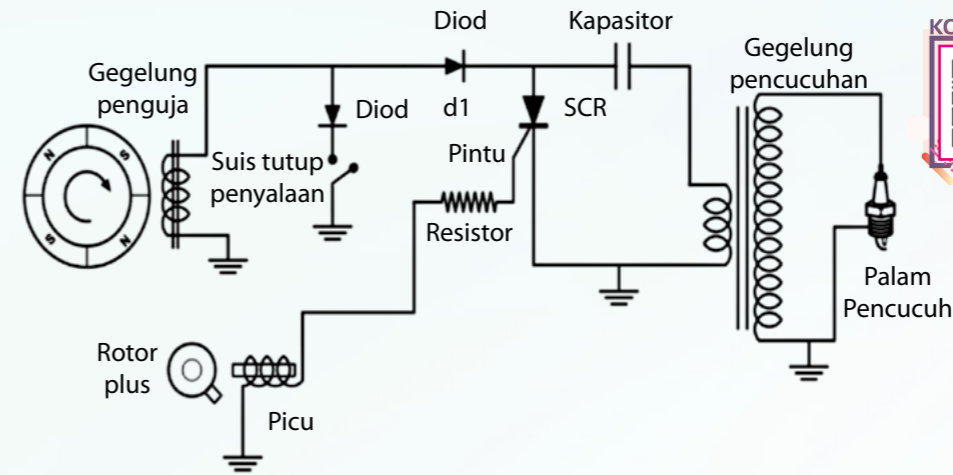 Diod
Kapasitor
Gegelung
pencucuhan
KO
Gegelung
penguja
Diod
d1
SCR
Suis tutup
penyalaan
Pintu
Resistor
N
S
S
N
Palam
Pencucuh
Rotor
plus
Picu